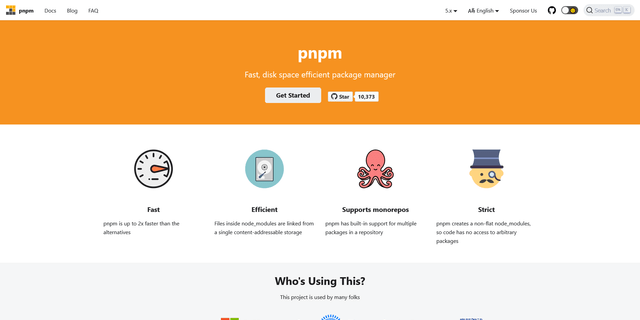 pnpm Docs Blog FAQ 5.x English Sponsor Us Search
pnpm
Fast, disk space efficient package manager
Get Started Star 10,373
Fast
pnpm is up to 2x faster than the
alternatives
Efficient
Files inside node_modules are linked from
a single content-addressable storage
Supports monorepos
pnpm has built-in support for multiple
packages in a repository
Strict
pnpm creates a non-flat node_modules,
so code has no access to arbitrary
packages
Who's Using This?
This project is used by many folks